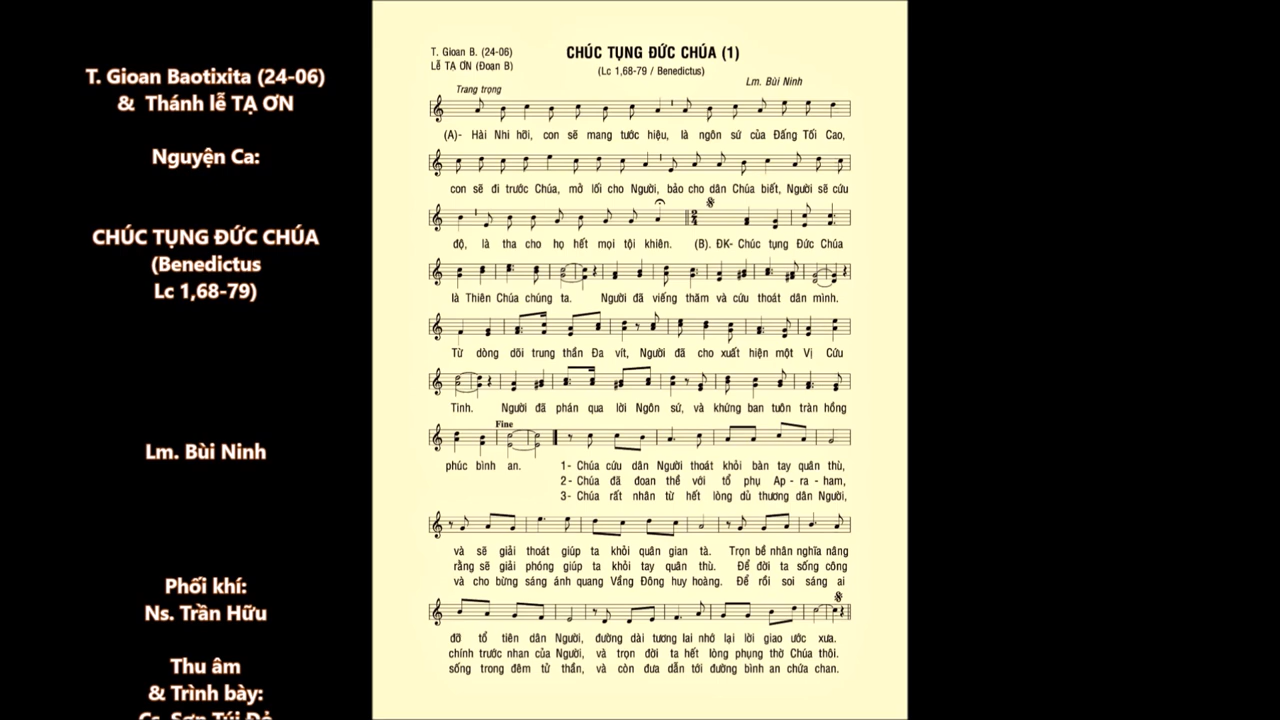 T. Gioan Baotixita (24-06)
& Thánh lễ TẠ ƠN
Nguyện Ca:
CHÚC TỤNG ĐỨC CHÚA
(Benedictus
Lc 1,68-79)
Lm. Bùi Ninh
Phối khí:
Ns. Trần Hữu
Thu âm
& Trình bày:
Cs. Sơn Túi Đỏ
T. Gioan B. (24-06)
LỄ TẠ ƠN (Đoạn B)
CHÚC TỤNG ĐỨC CHÚA (1)
(Lc 1,68-79 / Benedictus)
Lm. Bùi Ninh
Trang trọng
(A)- Hài Nhi hỡi, con sẽ mang tước hiệu, là ngôn sứ của Đấng Tối Cao,
con sẽ đi trước Chúa, mở lối cho Người, bảo cho dân Chúa biết, Người sẽ cứu
độ, là tha cho họ hết mọi tội khiên. (B). ĐK- Chúc tụng Đức Chúa
là Thiên Chúa chúng ta. Người đã viếng thăm và cứu thoát dân mình.
Từ dòng dõi trung thần Đa vít, Người đã cho xuất hiện một Vị Cứu
Tinh. Người đã phán qua lời Ngôn sứ, và khứng ban tuôn tràn hồng
Fine
phúc bình an. 1- Chúa cứu dân Người thoát khỏi bàn tay quân thù,
2- Chúa đã đoan thề với tổ phụ Ap - ra - ham,
3- Chúa rất nhân từ hết lòng dủ thương dân Người,
và sẽ giải thoát giúp ta khỏi quân gian tà. Trọn bề nhân nghĩa nâng
rằng sẽ giải phóng giúp ta khỏi tay quân thù. Để đời ta sống công
và cho bừng sáng ánh quang Vầng Đông huy hoàng. Để rồi soi sáng ai
đỡ tổ tiên dân Người, đường dài tương lai nhớ lại lời giao ước xưa.
chính trước nhan của Người, và trọn đời ta hết lòng phụng thờ Chúa thôi.
sống trong đêm tử thần, và còn đưa dẫn tới đường bình an chứa chan.